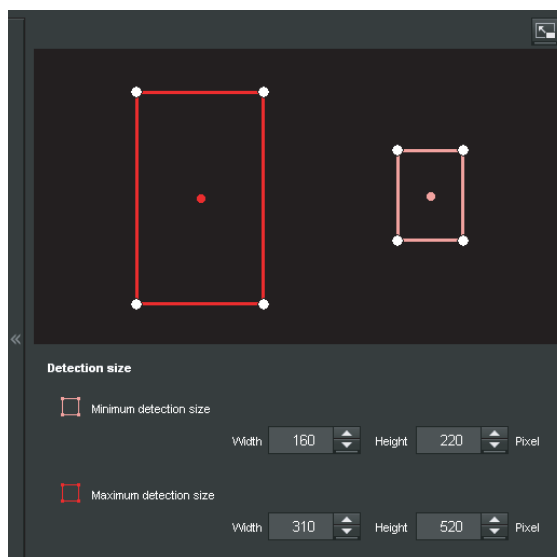 «
Detection size
Minimum detection size
Width 160 Height 220 Pixel
Maximum detection size
Width 310 Height 520 Pixel